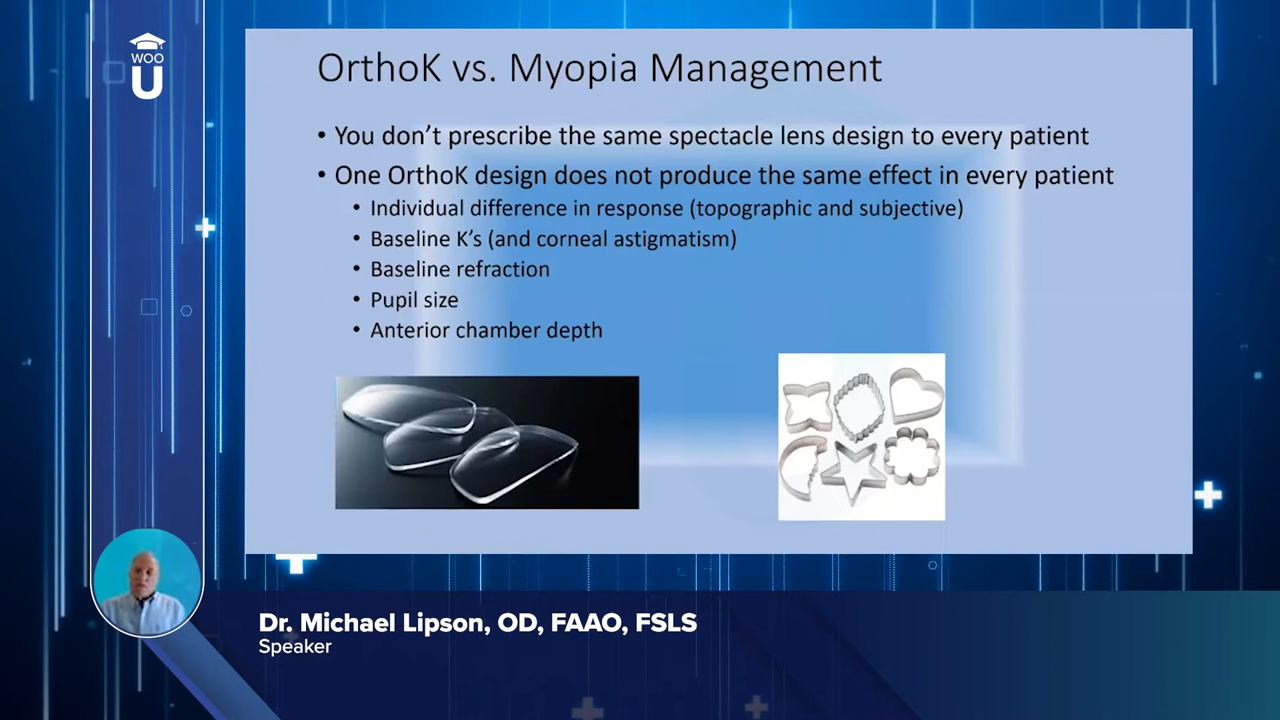 WOO
U
OrthoK vs. Myopia Management
• You don’t prescribe the same spectacle lens design to every patient
• One OrthoK design does not produce the same effect in every patient
• Individual difference in response (topographic and subjective)
• Baseline K’s (and corneal astigmatism)
• Baseline refraction
• Pupil size
• Anterior chamber depth
Dr. Michael Lipson, OD, FAAO, FSLS
Speaker